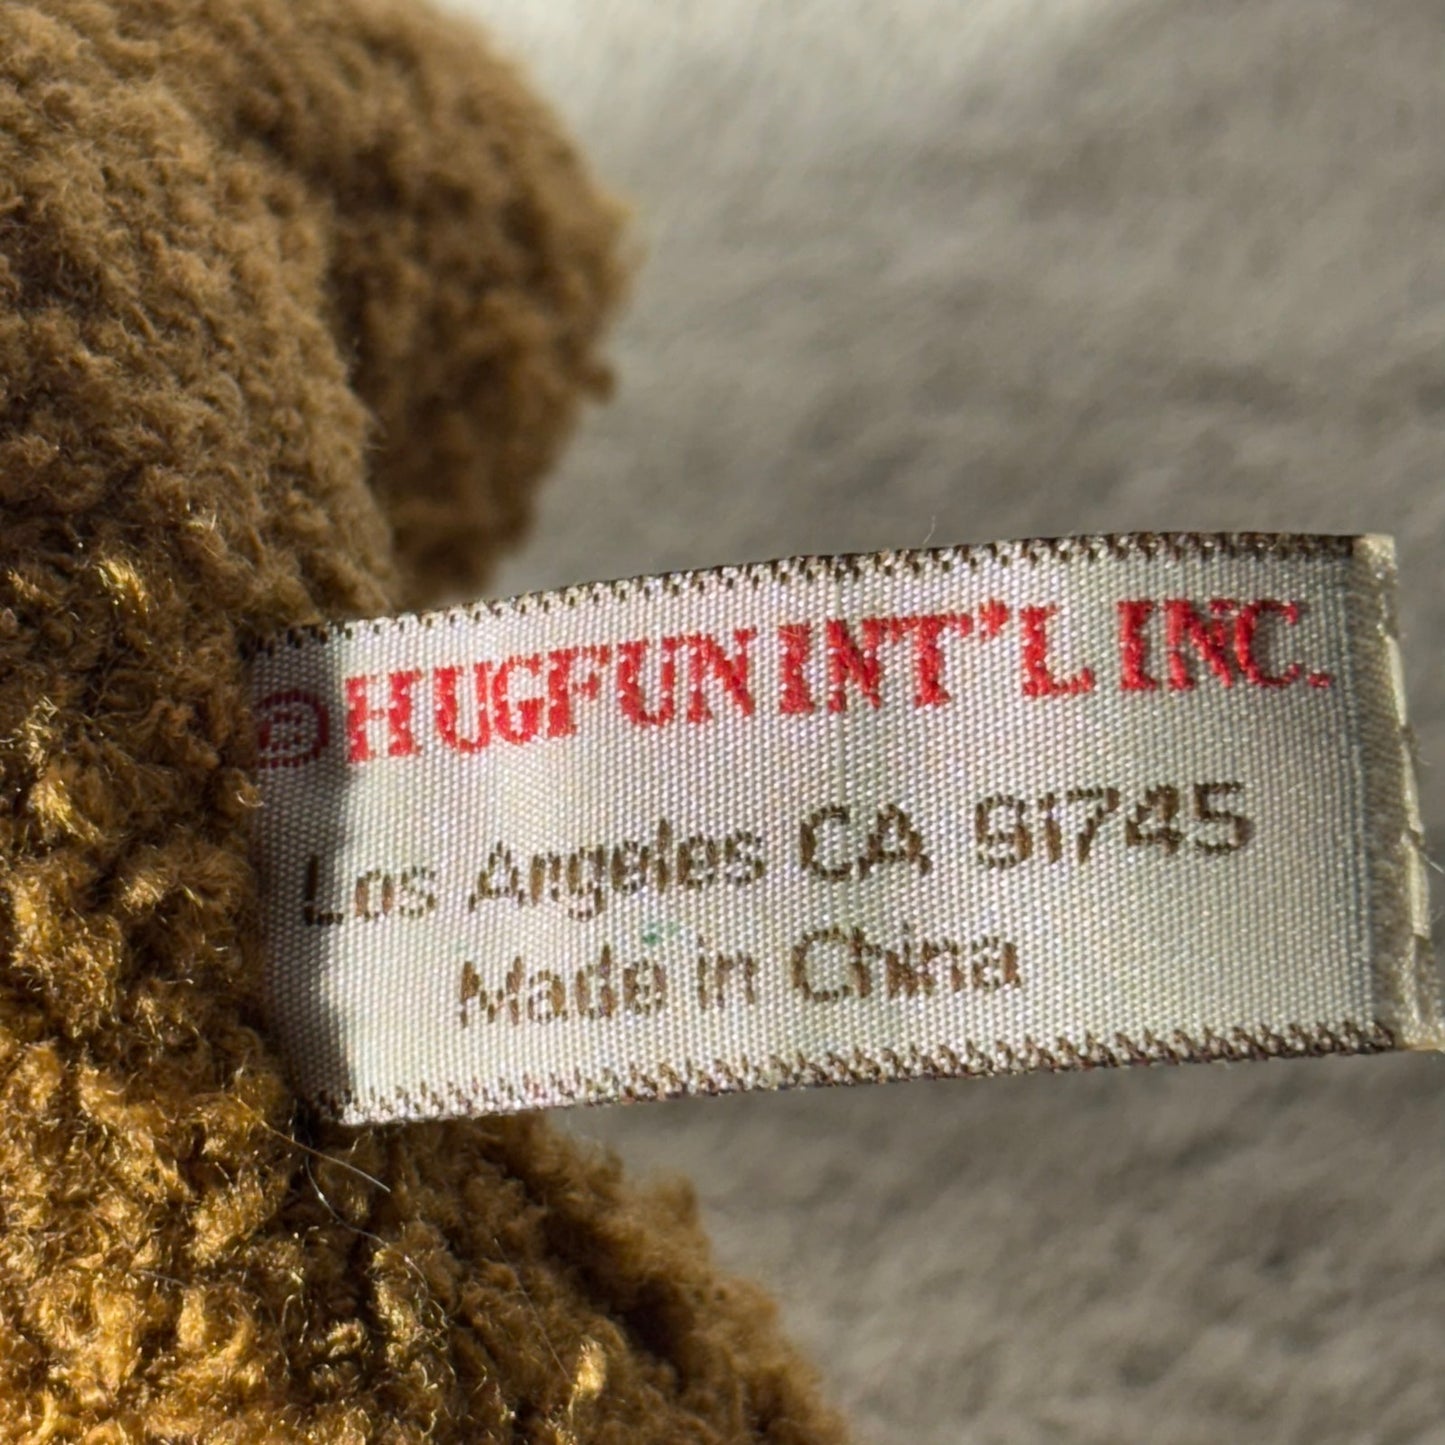 ® HUGFUN INT'L INC.
Los Angeles CA 91745
Made in China